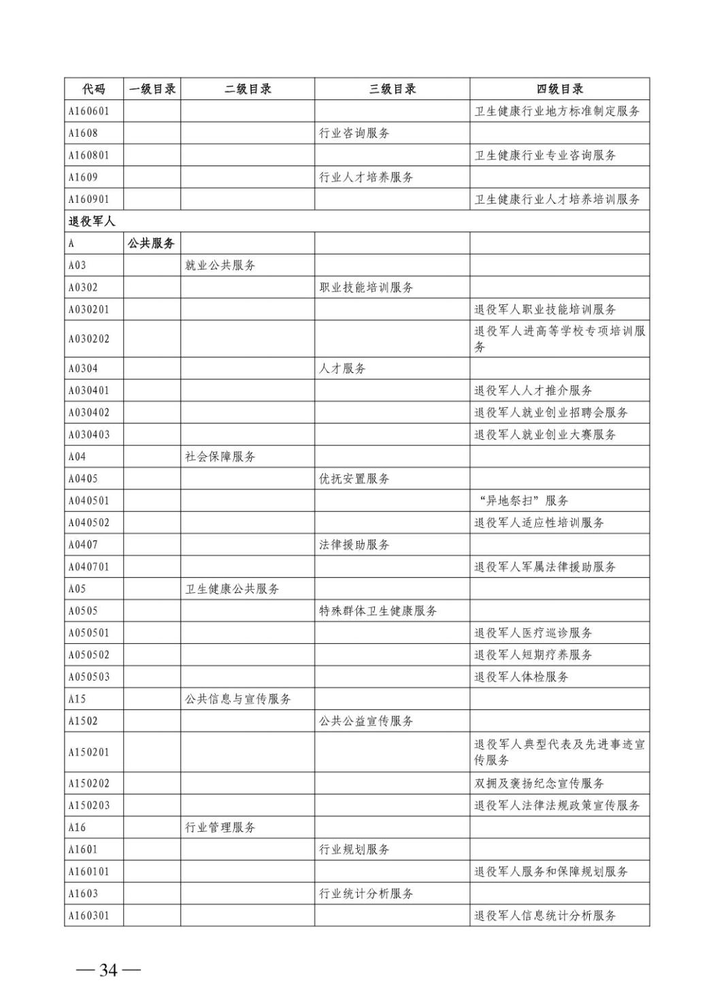 代码 一级目录 二级目录 三级目录 四级目录
A160601 卫生健康行业地方标准制定服务
A1608 行业咨询服务
A160801 卫生健康行业专业咨询服务
A1609 行业人才培养服务
A160901 卫生健康行业人才培养培训服务
退役军人
A 公共服务
A03 就业公共服务
A0302 职业技能培训服务
A030201 退役军人职业技能培训服务
A030202 退役军人进高等学校专项培训服
务
A0304 人才服务
A030401 退役军人人才推介服务
A030402 退役军人就业创业招聘会服务
A030403 退役军人就业创业大赛服务
A04 社会保障服务
A0405 优抚安置服务
A040501 “异地祭扫”服务
A040502 退役军人适应性培训服务
A0407 法律援助服务
A040701 退役军人军属法律援助服务
A05 卫生健康公共服务
A0505 特殊群体卫生健康服务
A050501 退役军人医疗巡诊服务
A050502 退役军人短期疗养服务
A050503 退役军人体检服务
A15 公共信息与宣传服务
A1502 公共公益宣传服务
A150201 退役军人典型代表及先进事迹宣
传服务
A150202 双拥及褒扬纪念宣传服务
A150203 退役军人法律法规政策宣传服务
A16 行业管理服务
A1601 行业规划服务
A160101 退役军人服务和保障规划服务
A1603 行业统计分析服务
A160301 退役军人信息统计分析服务
— 34 —